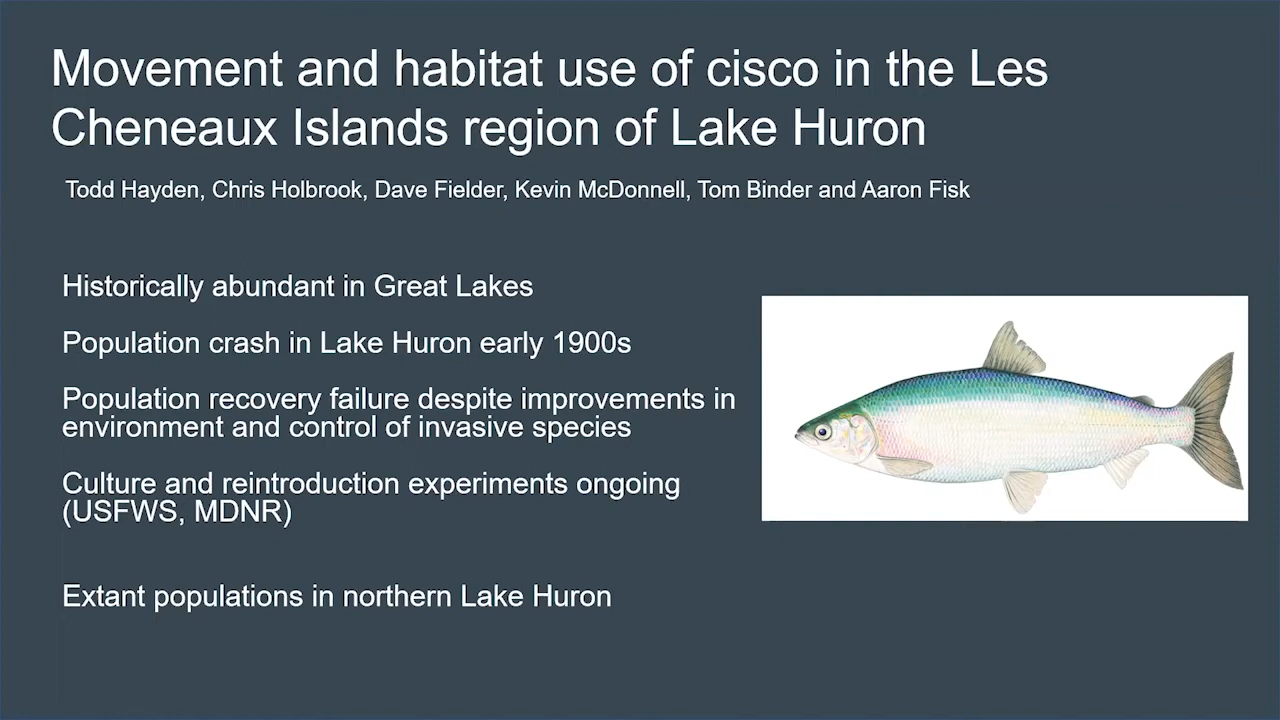 Movement and habitat use of cisco in the Les
Cheneaux Islands region of Lake Huron
Todd Hayden, Chris Holbrook, Dave Fielder, Kevin McDonnell, Tom Binder and Aaron Fisk
Historically abundant in Great Lakes
Population crash in Lake Huron early 1900s
Population recovery failure despite improvements in
environment and control of invasive species
Culture and reintroduction experiments ongoing
(USFWS, MDNR)
Extant populations in northern Lake Huron